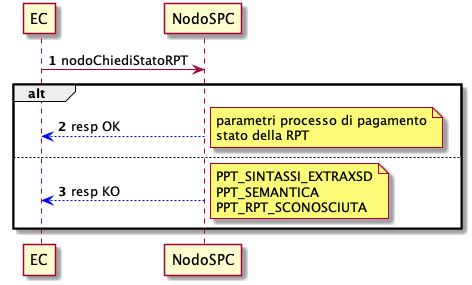 EC NodoSPC
1 nodoChiediStatoRPT
alt
2 resp OK
parametri processo di pagamento
stato della RPT
3 resp KO
PPT_SINTASSI_EXTRAXSD
PPT_SEMANTICA
PPT_RPT_SCONOSCIUTA
EC NodoSPC